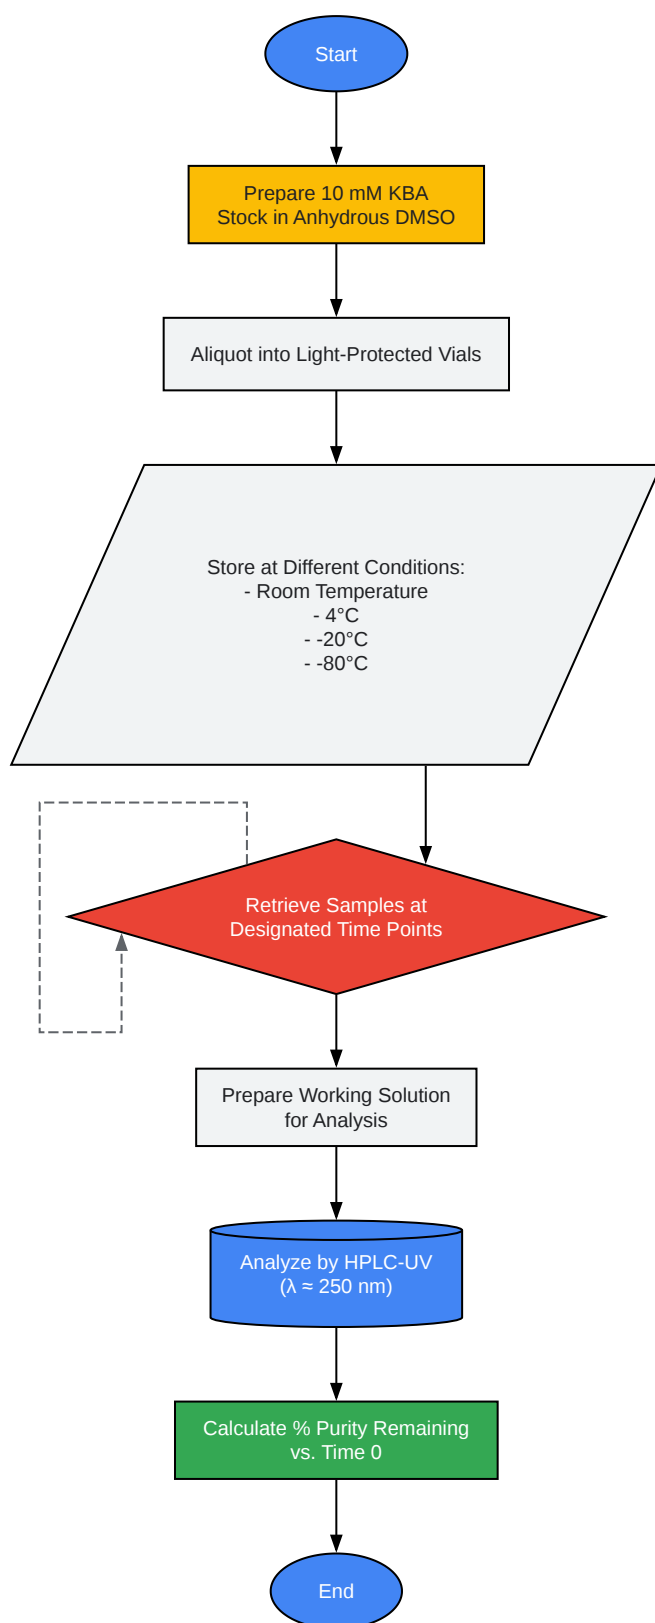 Start
Prepare 10 mM KBA
Stock in Anhydrous DMSO
Aliquot into Light-Protected Vials
Store at Different Conditions:
- Room Temperature
- 4°C
- -20°C
- -80°C
Retrieve Samples at
Designated Time Points
Prepare Working Solution
for Analysis
Analyze by HPLC-UV
(λ ≈ 250 nm)
Calculate % Purity Remaining
vs. Time 0
End